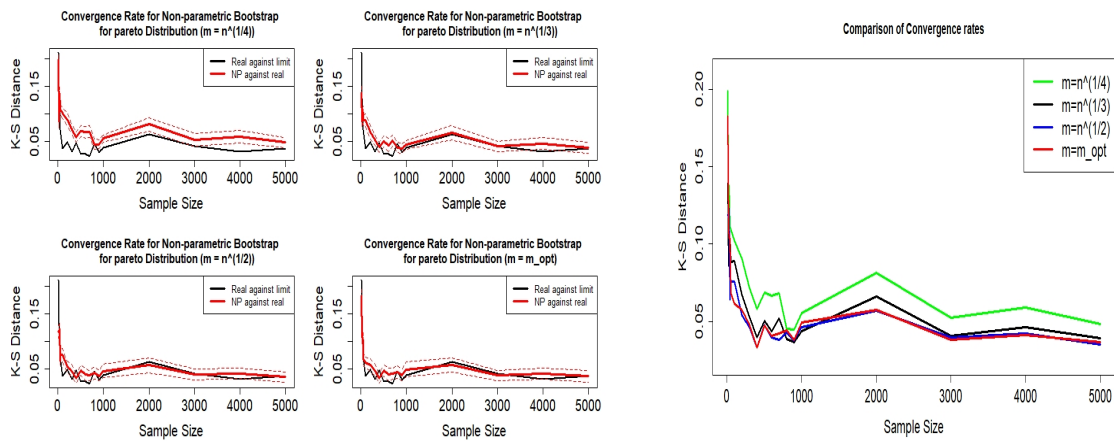 Convergence Rate for Non-parametric Bootstrap
for pareto Distribution (m = n^(1/4))
Real against limit
NP against real
K-S Distance
0.05
0.15
0
1000
2000
3000
4000
5000
Sample Size
Convergence Rate for Non-parametric Bootstrap
for pareto Distribution (m = n^(1/3))
Real against limit
NP against real
K-S Distance
0.05
0.15
0
1000
2000
3000
4000
5000
Sample Size
Convergence Rate for Non-parametric Bootstrap
for pareto Distribution (m = n^(1/2))
Real against limit
NP against real
K-S Distance
0.05
0.15
0
1000
2000
3000
4000
5000
Sample Size
Convergence Rate for Non-parametric Bootstrap
for pareto Distribution (m = m_opt)
Real against limit
NP against real
K-S Distance
0.05
0.15
0
1000
2000
3000
4000
5000
Sample Size
Comparison of Convergence rates
m=n^(1/4)
m=n^(1/3)
m=n^(1/2)
m=m_opt
K-S Distance
0.05
0.10
0.15
0.20
0
1000
2000
3000
4000
5000
Sample Size